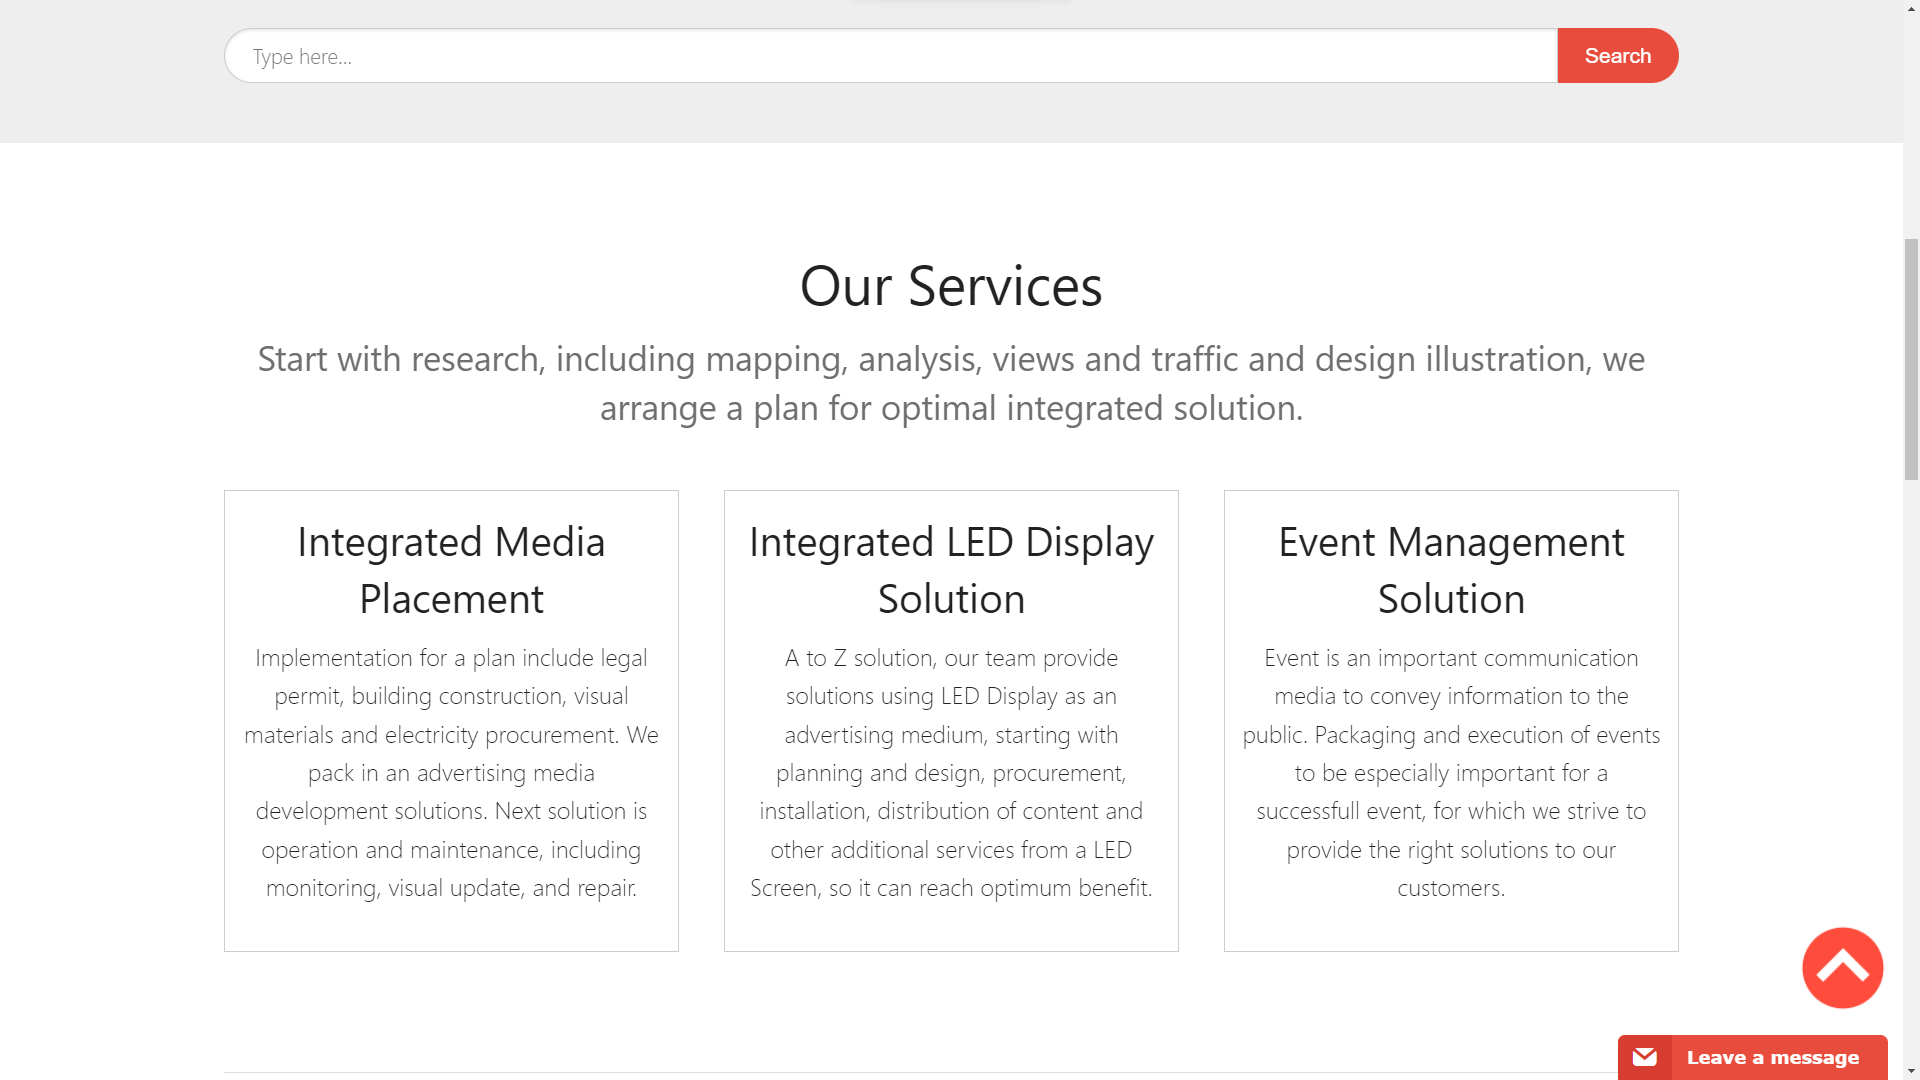 Type here...
Search
Our Services
Start with research, including mapping, analysis, views and traffic and design illustration, we
arrange a plan for optimal integrated solution.
Integrated Media
Placement
Implementation for a plan include legal
permit, building construction, visual
materials and electricity procurement. We
pack in an advertising media
development solutions. Next solution is
operation and maintenance, including
monitoring, visual update, and repair.
Integrated LED Display
Solution
A to Z solution, our team provide
solutions using LED Display as an
advertising medium, starting with
planning and design, procurement,
installation, distribution of content and
other additional services from a LED
Screen, so it can reach optimum benefit.
Event Management
Solution
Event is an important communication
media to convey information to the
public. Packaging and execution of events
to be especially important for a
successfull event, for which we strive to
provide the right solutions to our
customers.
Leave a message